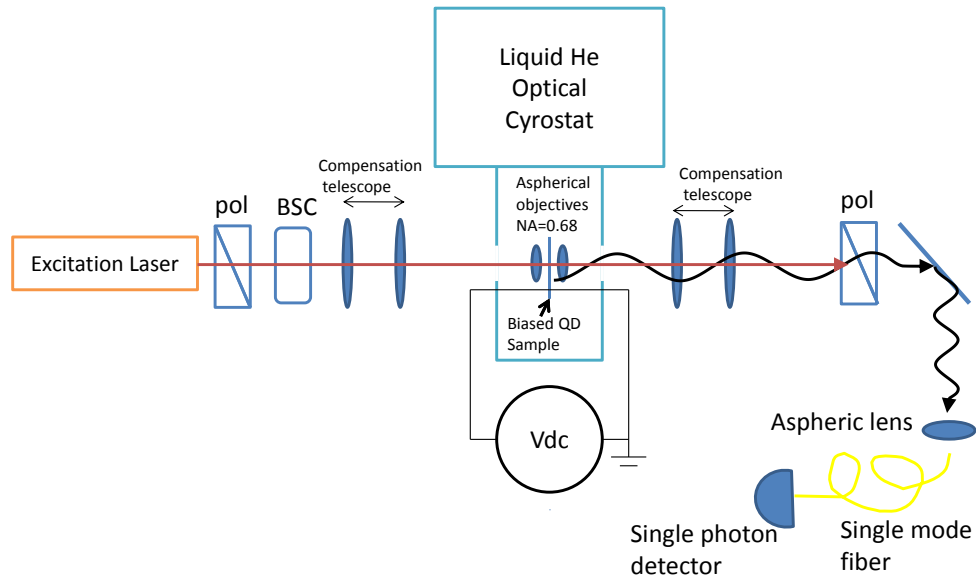 Liquid He
Optical
Cyrostat
Compensation
telescope
Aspherical
objectives
NA=0.68
Compensation
telescope
pol
BSC
pol
Excitation Laser
Biased QD
Sample
Vdc
Aspheric lens
Single photon
detector
Single mode
fiber